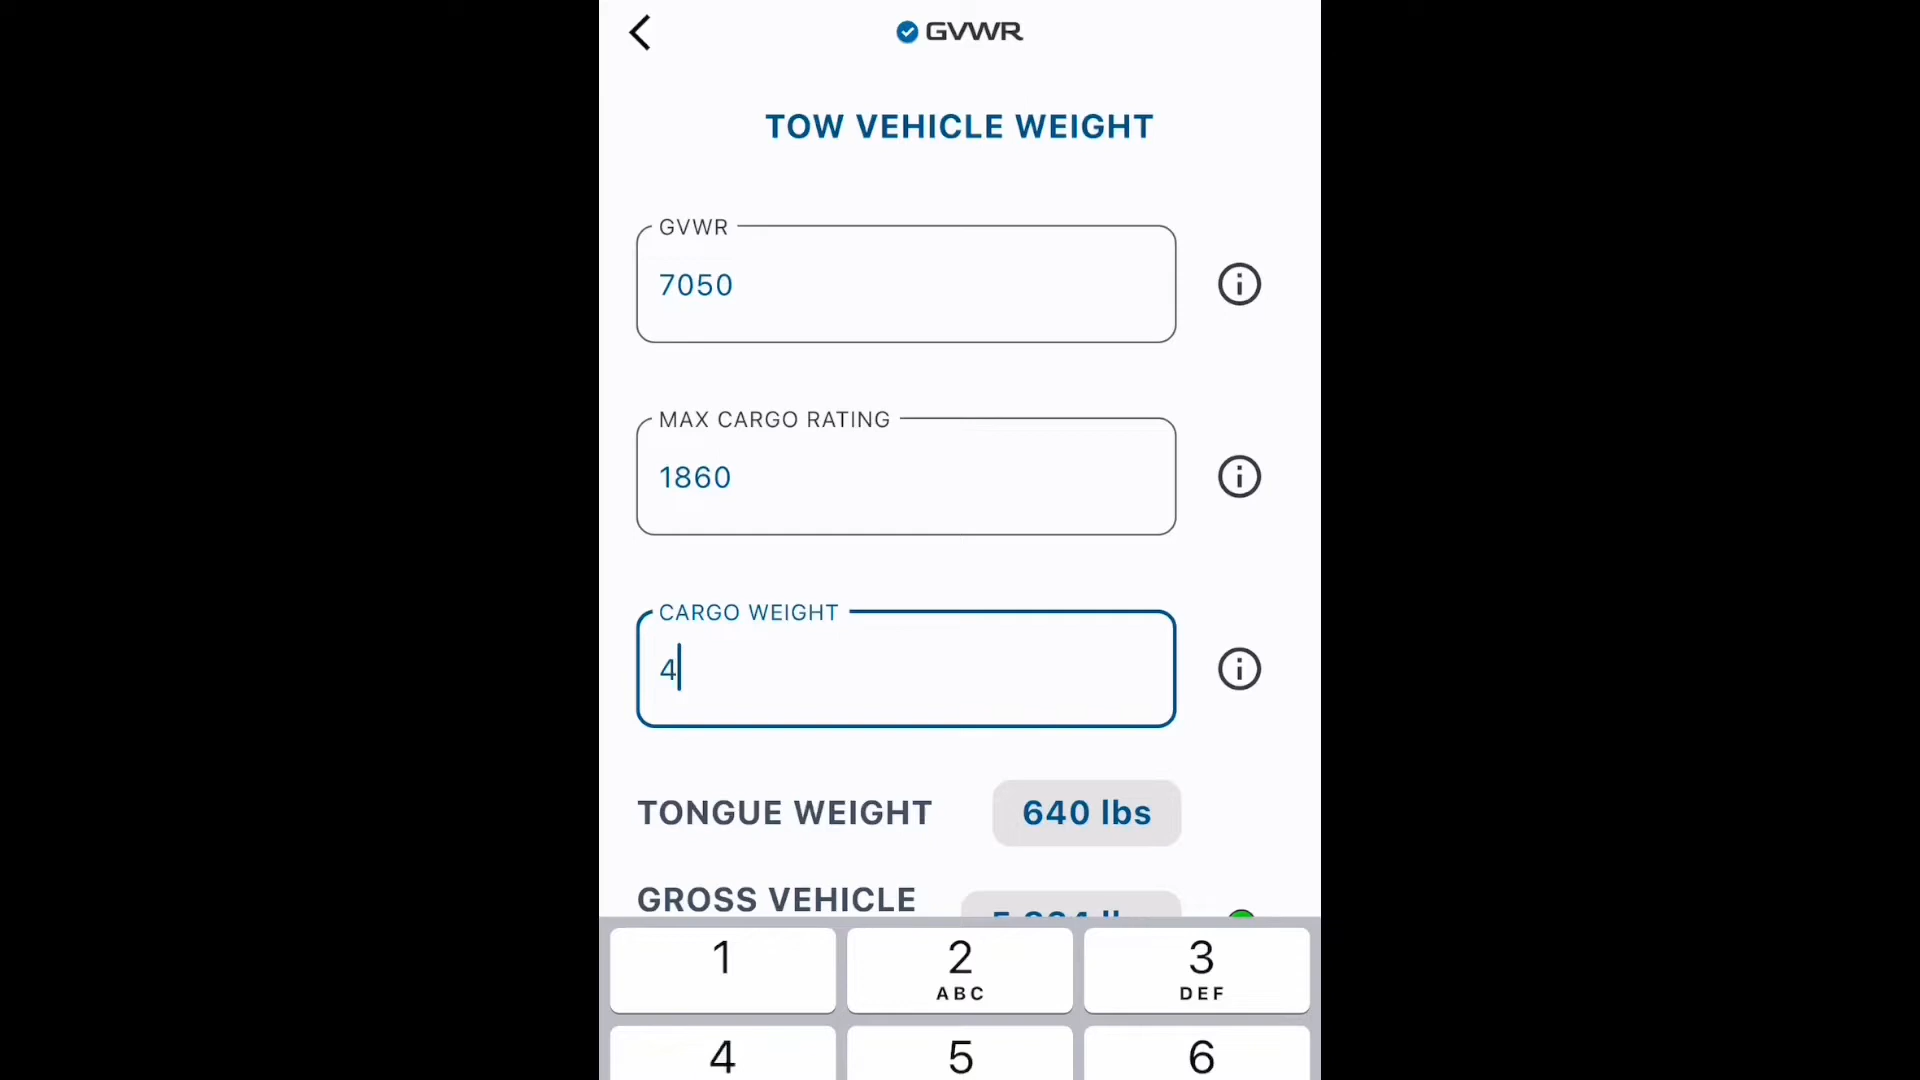 GVWR
TOW VEHICLE WEIGHT
GVWR
7050
MAX CARGO RATING
1860
CARGO WEIGHT
4
TONGUE WEIGHT
640 lbs
GROSS VEHICLE
1
2
3
ABC
DEF
4
5
6